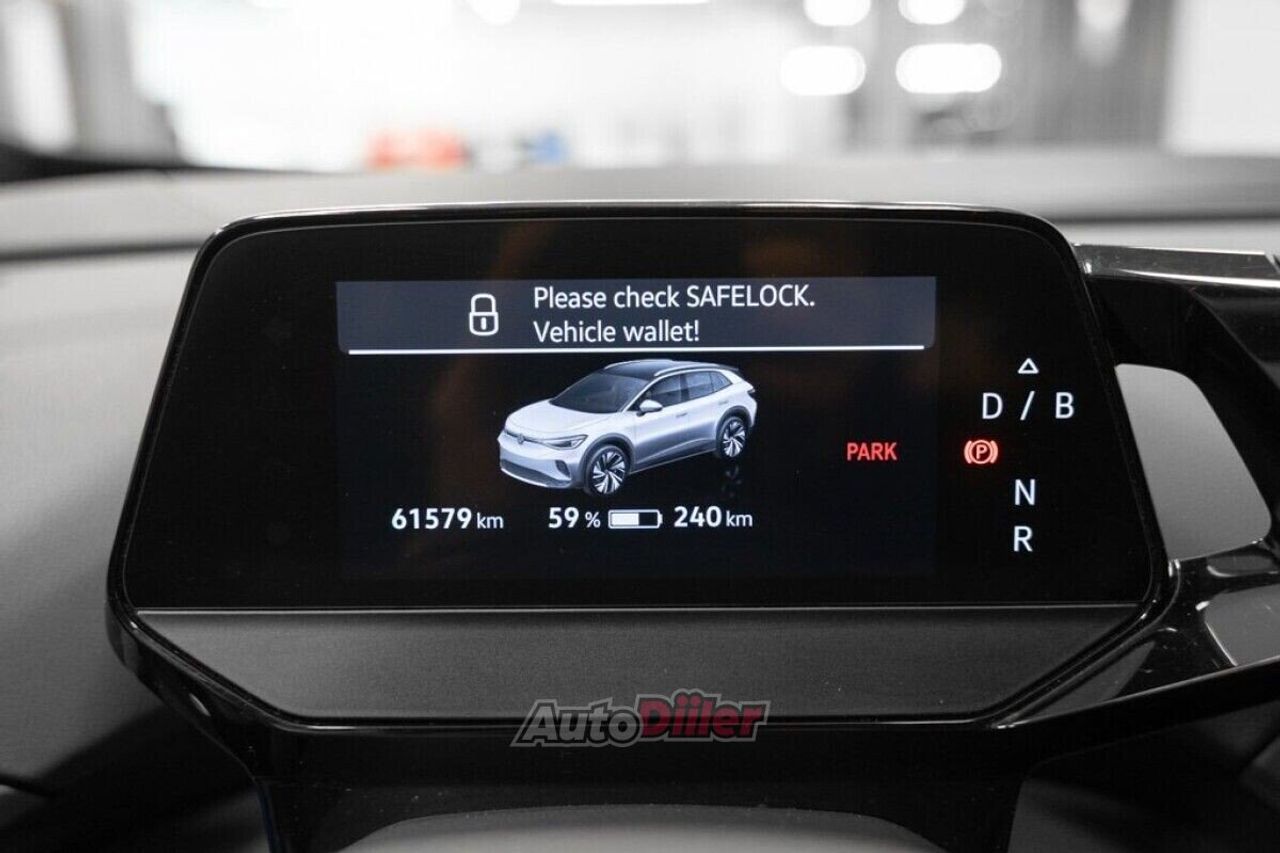 Please check SAFELOCK.
Vehicle wallet!
D / B
PARK
P
N
R
61579 km
59 %
240 km
AutoDiiler